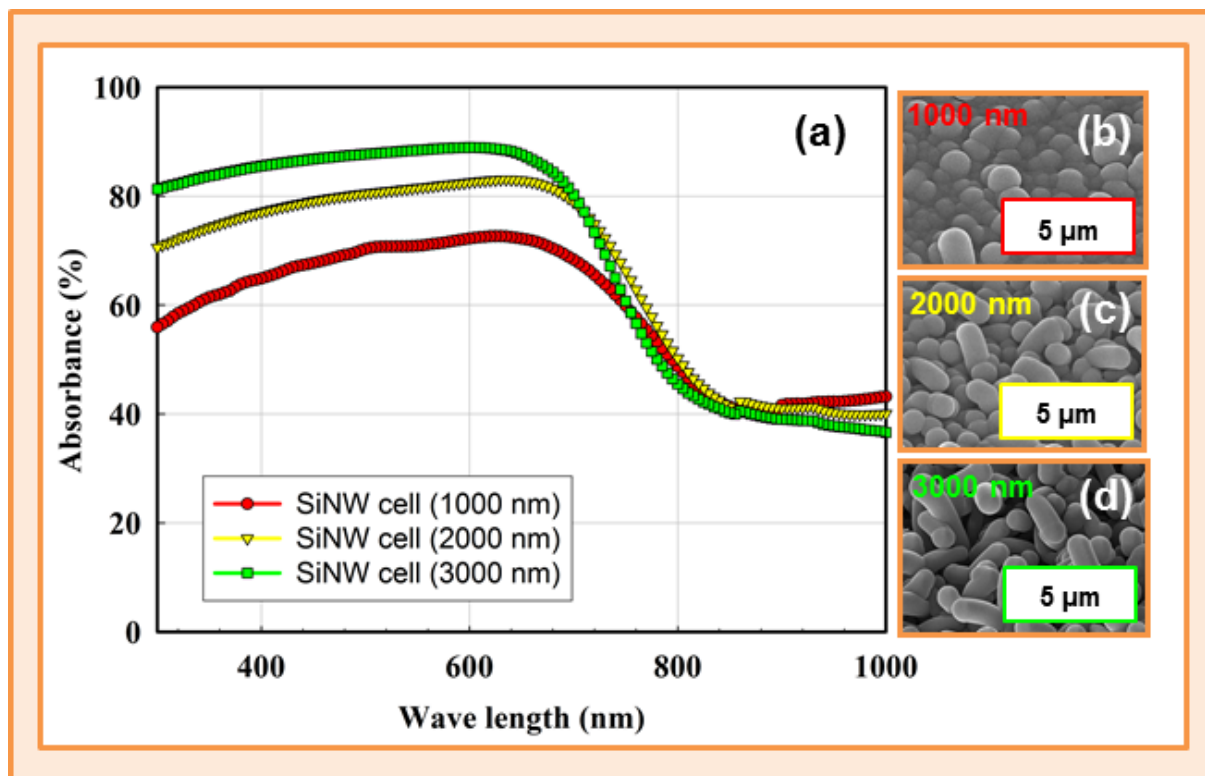 100
80
60
40
20
0
Absorbance (%)
400 600 800 1000
Wave length (nm)
(a)
SiNW cell (1000 nm)
SiNW cell (2000 nm)
SiNW cell (3000 nm)
1000 nm (b)
5 µm
2000 nm (c)
5 µm
3000 nm (d)
5 µm